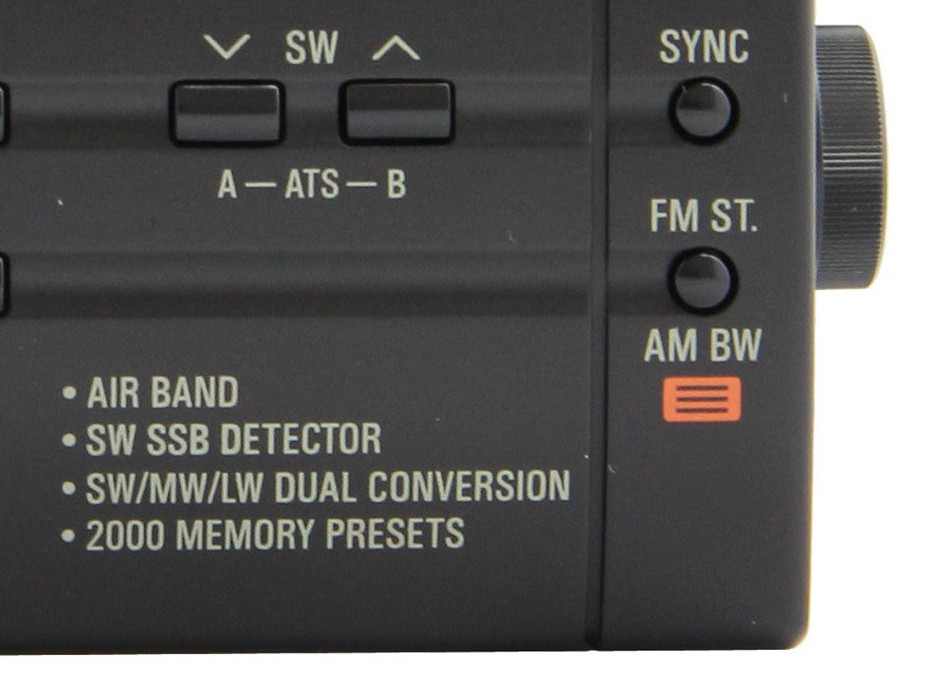 SW
SYNC
A — ATS — B
FM ST.
AM BW
• AIR BAND
• SW SSB DETECTOR
• SW/MW/LW DUAL CONVERSION
• 2000 MEMORY PRESETS